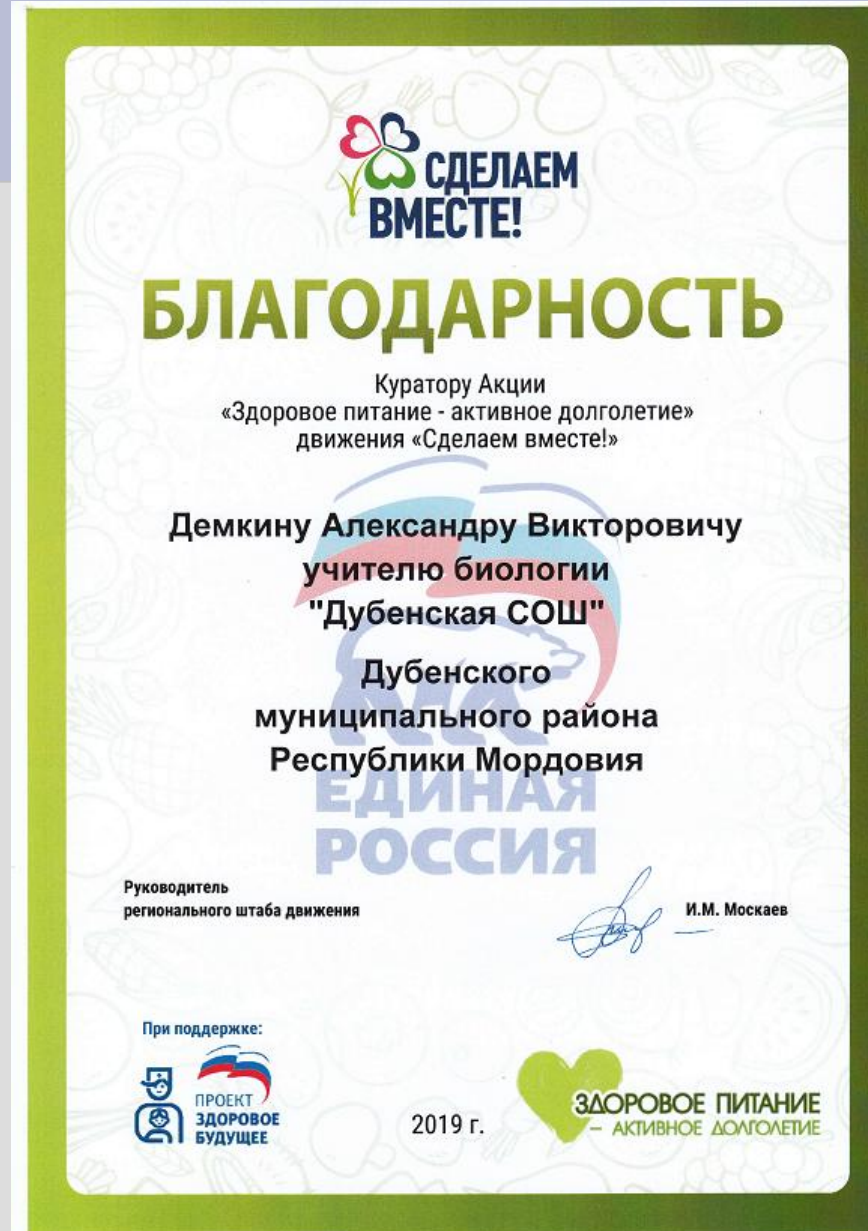 СДЕЛАЕМ
ВМЕСТЕ!
БЛАГОДАРНОСТЬ
Куратору Акции
«Здоровое питание - активное долголетие»
движения «Сделаем вместе!»
Демкину Александру Викторовичу
учителю биологии
"Дубенская СОШ"
Дубенского
муниципального района
Республики Мордовия
ЕДИНАЯ
РОССИЯ
Руководитель
регионального штаба движения
И.М. Москаев
При поддержке:
ПРОЕКТ
ЗДОРОВОЕ
БУДУЩЕЕ
2019 г.
ЗДОРОВОЕ ПИТАНИЕ
– АКТИВНОЕ ДОЛГОЛЕТИЕ